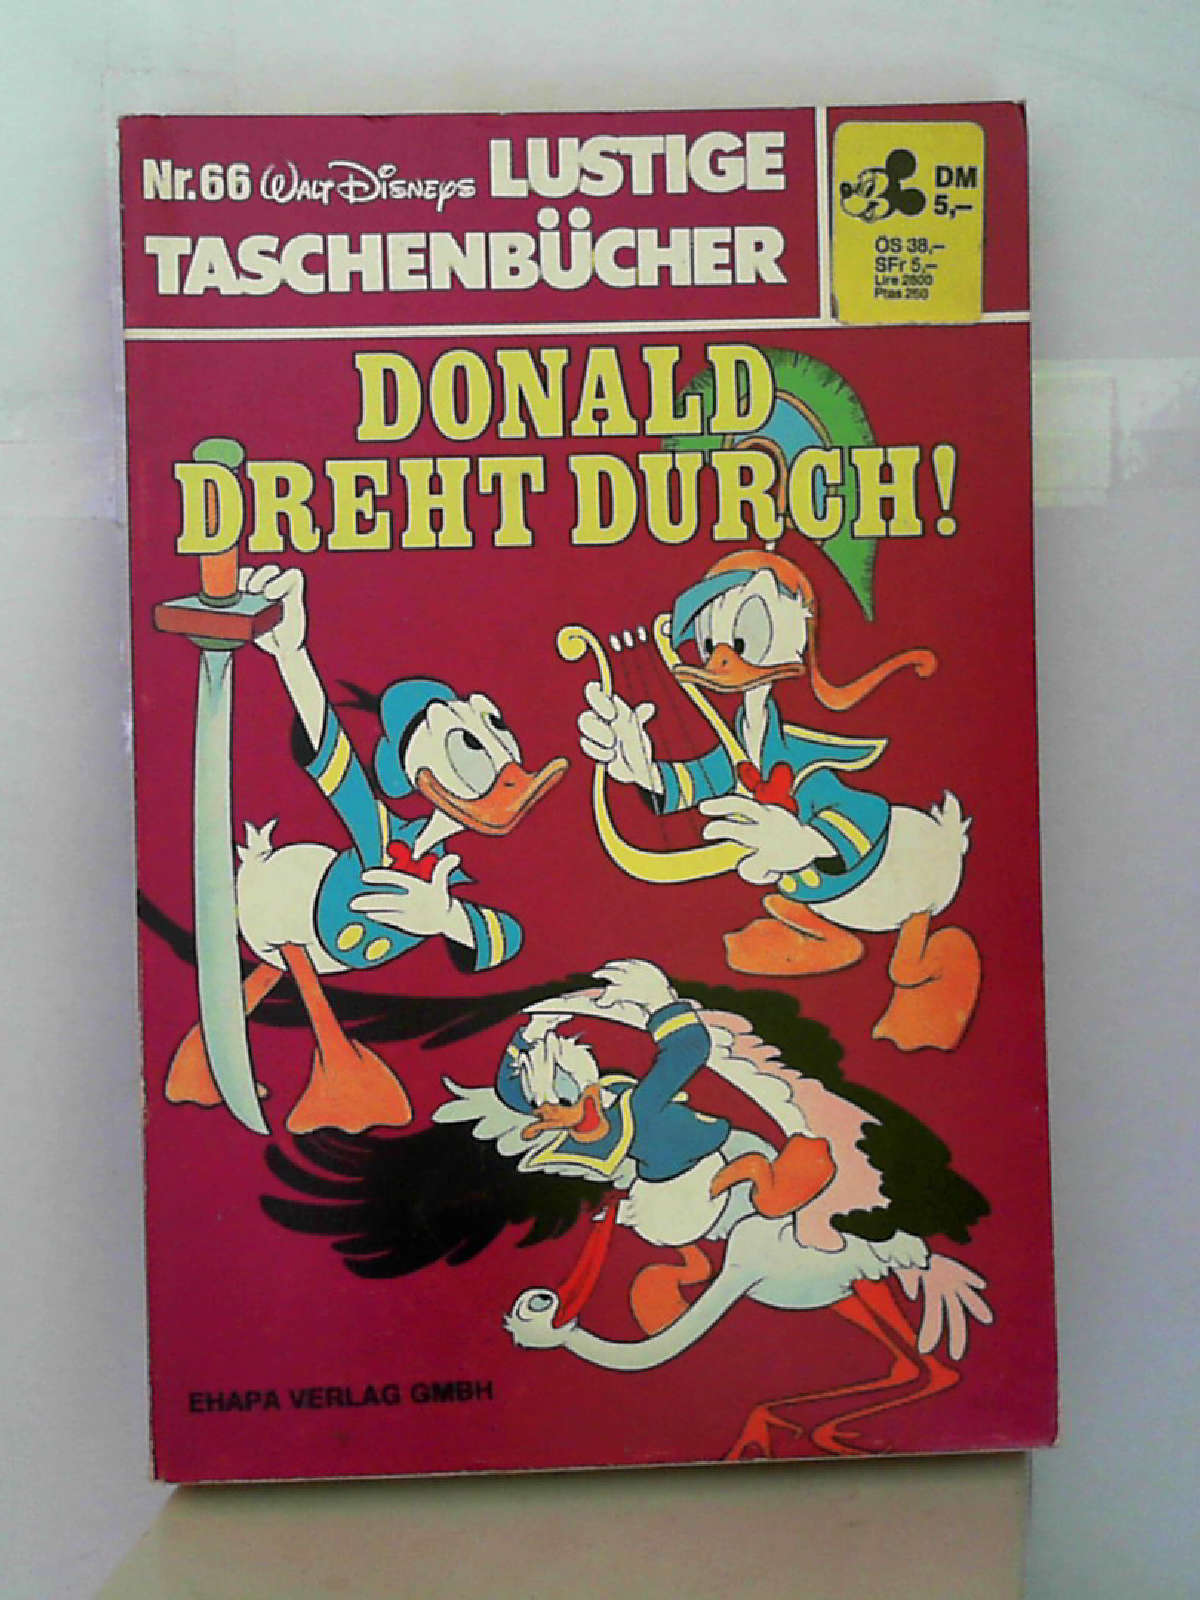 Nr.66 WALT DISNEYS LUSTIGE
TASCHENBÜCHER
DM
5,–
ÖS 38,–
SFr 5,–
Lire 2800
Ptas 250
DONALD
DREHT DURCH!
EHAPA VERLAG GMBH